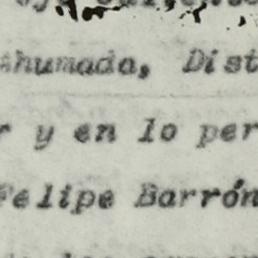 ahumada, Dist
r y en lo per
Felipe Barrón